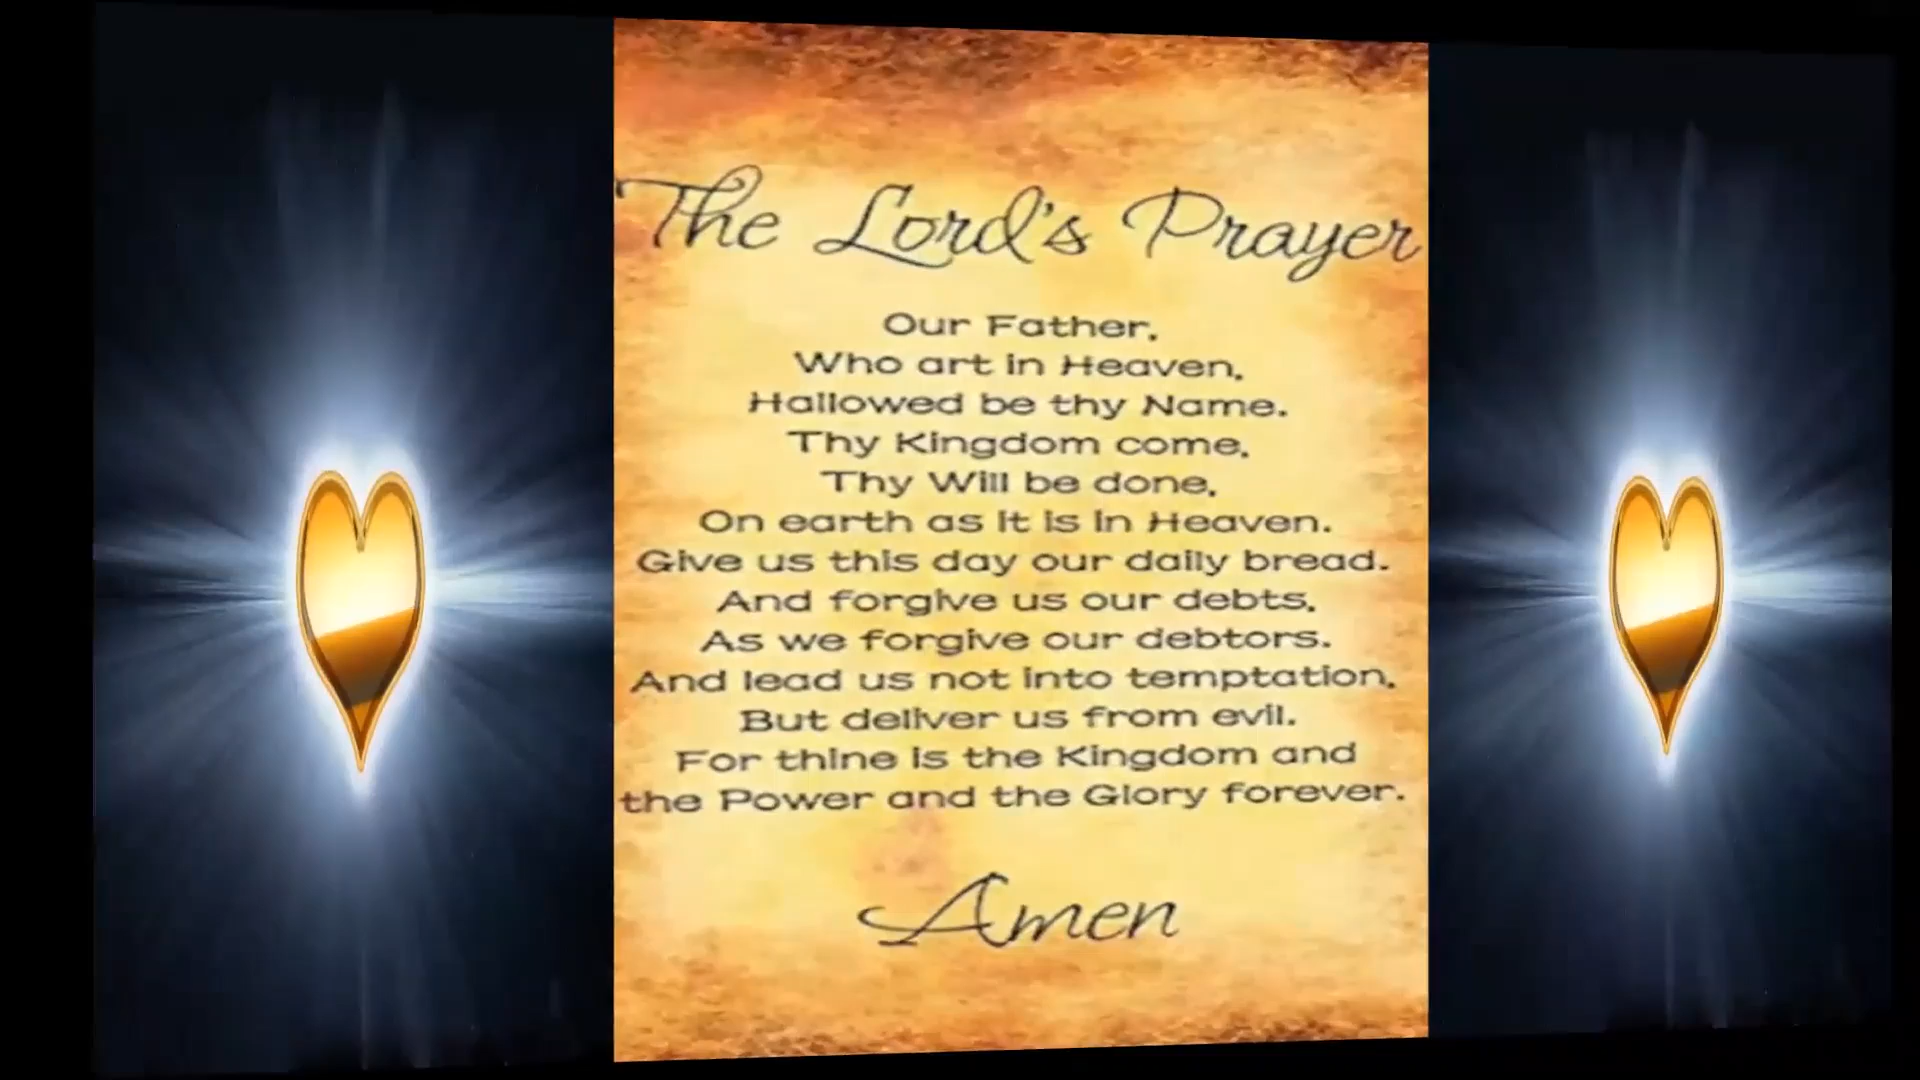 The Lord's Prayer
Our Father,
Who art in Heaven,
Hallowed be thy Name.
Thy Kingdom come,
Thy Will be done,
On earth as it is in Heaven.
Give us this day our daily bread.
And forgive us our debts,
As we forgive our debtors.
And lead us not into temptation,
But deliver us from evil.
For thine is the Kingdom and
the Power and the Glory forever.
Amen